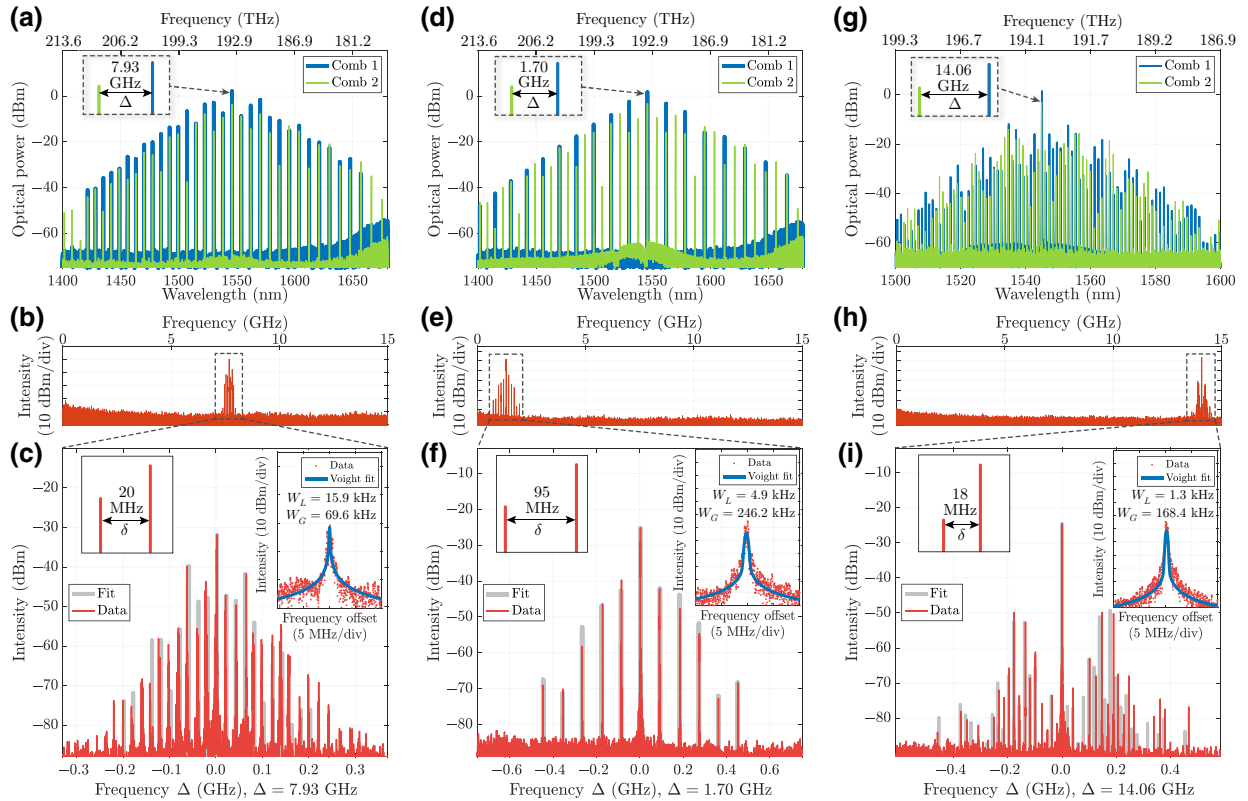 (a)
Frequency (THz)
213.6 206.2 199.3 192.9 186.9 181.2
7.93
GHz
Δ
Comb 1
Comb 2
Optical power (dBm)
0
−20
−40
−60
1400 1450 1500 1550 1600 1650
Wavelength (nm)
(d)
Frequency (THz)
213.6 206.2 199.3 192.9 186.9 181.2
1.70
GHz
Δ
Comb 1
Comb 2
Optical power (dBm)
0
−20
−40
−60
1400 1450 1500 1550 1600 1650
Wavelength (nm)
(g)
Frequency (THz)
199.3 196.7 194.1 191.7 189.2 186.9
14.06
GHz
Δ
Comb 1
Comb 2
Optical power (dBm)
0
−20
−40
−60
1500 1520 1540 1560 1580 1600
Wavelength (nm)
(b)
Frequency (GHz)
0 5 10 15
Intensity
(10 dBm/div)
(e)
Frequency (GHz)
0 5 10 15
Intensity
(10 dBm/div)
(h)
Frequency (GHz)
0 5 10 15
Intensity
(10 dBm/div)
(c)
20
MHz
δ
Data
Voight fit
W_L = 15.9 kHz
W_G = 69.6 kHz
Intensity (10 dBm/div)
Frequency offset
(5 MHz/div)
Fit
Data
Intensity (dBm)
−30
−40
−50
−60
−70
−80
−0.3 −0.2 −0.1 0.0 0.1 0.2 0.3
Frequency Δ (GHz), Δ = 7.93 GHz
(f)
95
MHz
δ
Data
Voight fit
W_L = 4.9 kHz
W_G = 246.2 kHz
Intensity (10 dBm/div)
Frequency offset
(5 MHz/div)
Fit
Data
Intensity (dBm)
−10
−20
−30
−40
−50
−60
−70
−80
−0.6 −0.4 −0.2 0.0 0.2 0.4 0.6
Frequency Δ (GHz), Δ = 1.70 GHz
(i)
18
MHz
δ
Data
Voight fit
W_L = 1.3 kHz
W_G = 168.4 kHz
Intensity (10 dBm/div)
Frequency offset
(5 MHz/div)
Fit
Data
Intensity (dBm)
−10
−20
−30
−40
−50
−60
−70
−80
−0.4 −0.2 0.0 0.2 0.4
Frequency Δ (GHz), Δ = 14.06 GHz